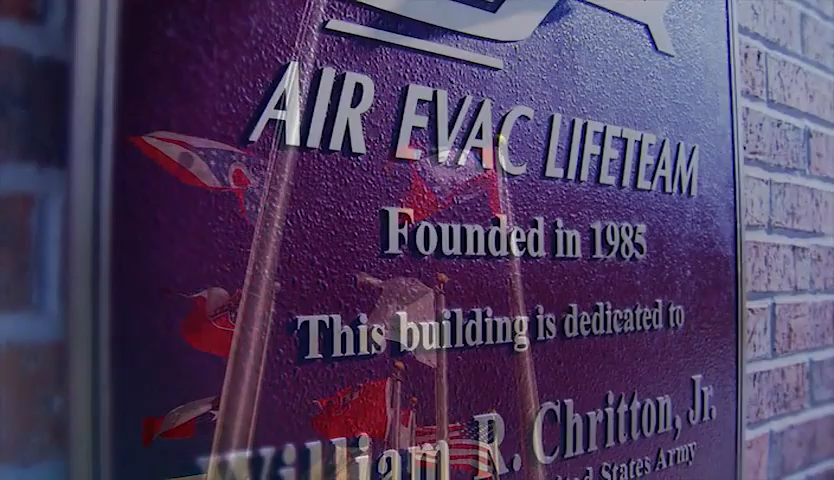 AIR EVAC LIFETEAM
Founded in 1985
This building is dedicated to
William R. Chritton, Jr.
United States Army